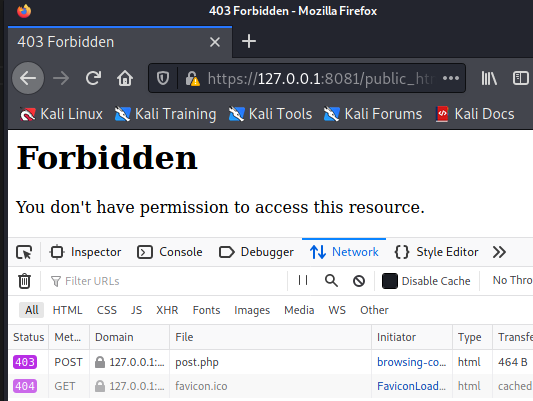 403 Forbidden - Mozilla Firefox
403 Forbidden
https://127.0.0.1:8081/public_ht
Kali Linux Kali Training Kali Tools Kali Forums Kali Docs
Forbidden
You don't have permission to access this resource.
Inspector Console Debugger Network Style Editor
Filter URLs Disable Cache No Thro
All HTML CSS JS XHR Fonts Images Media WS Other
Status Met... Domain File Initiator Type Transfe
403 POST 127.0.0.1:... post.php browsing-co... html 464 B
404 GET 127.0.0.1:... favicon.ico FaviconLoad... html cached